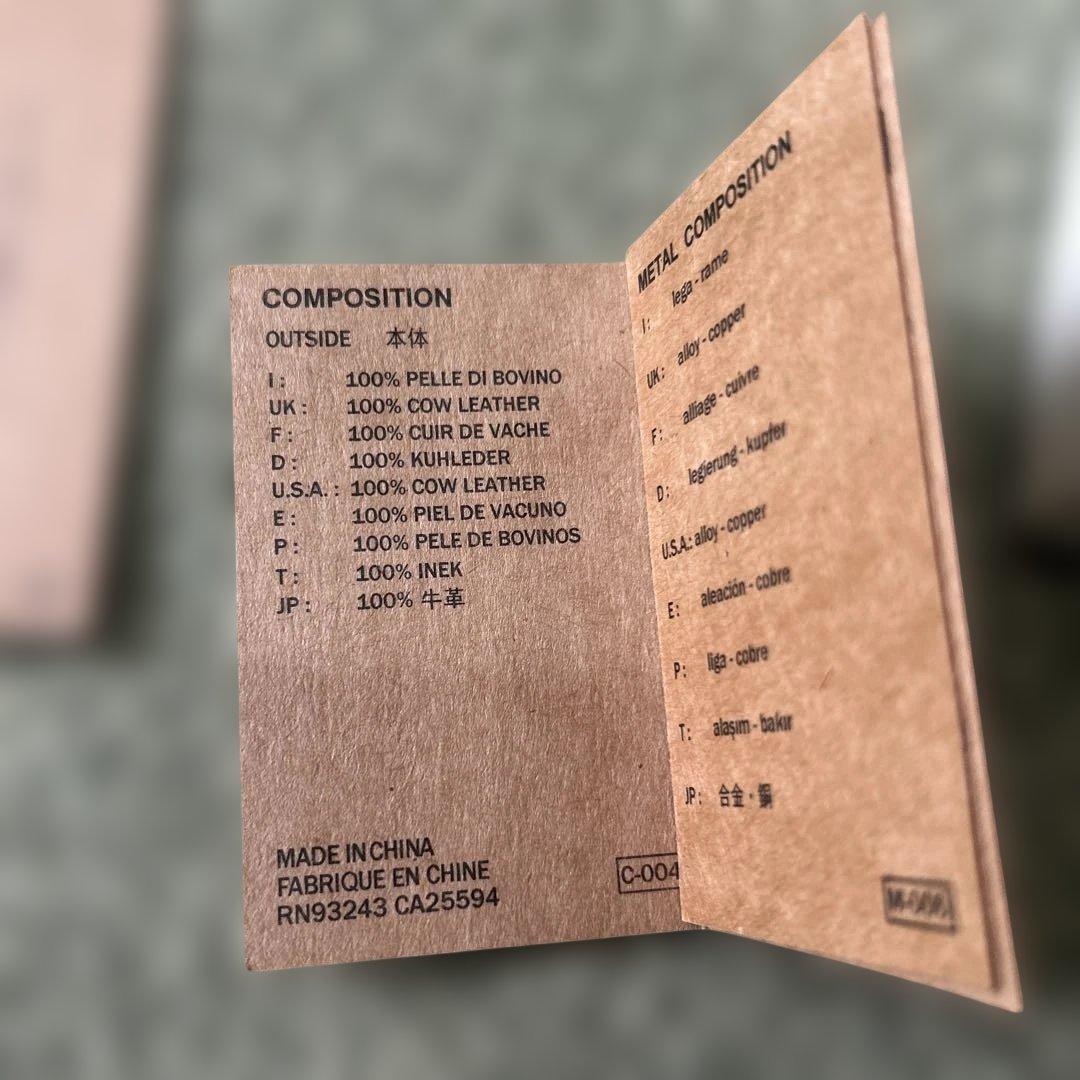 COMPOSITION
OUTSIDE 本体
I : 100% PELLE DI BOVINO
UK : 100% COW LEATHER
F : 100% CUIR DE VACHE
D : 100% KUHLEDER
U.S.A. : 100% COW LEATHER
E : 100% PIEL DE VACUNO
P : 100% PELE DE BOVINOS
T : 100% INEK
JP : 100% 牛革
MADE IN CHINA
FABRIQUE EN CHINE
RN93243 CA25594
C-004
METAL COMPOSITION
I : lega - rame
UK : alloy - copper
F : alliage - cuivre
D : legierung - kupfer
U.S.A.: alloy - copper
E : aleación - cobre
P : liga - cobre
T : alaşım - bakır
JP : 合金・銅
M-006